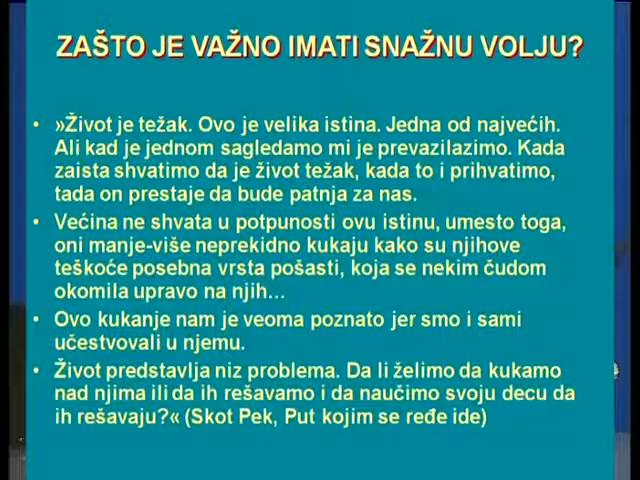 ZAŠTO JE VAŽNO IMATI SNAŽNU VOLJU?
• »Život je težak. Ovo je velika istina. Jedna od najvećih.
Ali kad je jednom sagledamo mi je prevazilazimo. Kada
zaista shvatimo da je život težak, kada to i prihvatimo,
tada on prestaje da bude patnja za nas.
• Većina ne shvata u potpunosti ovu istinu, umesto toga,
oni manje-više neprekidno kukaju kako su njihove
teškoće posebna vrsta pošasti, koja se nekim čudom
okomila upravo na njih...
• Ovo kukanje nam je veoma poznato jer smo i sami
učestvovali u njemu.
• Život predstavlja niz problema. Da li želimo da kukamo
nad njima ili da ih rešavamo i da naučimo svoju decu da
ih rešavaju?« (Skot Pek, Put kojim se ređe ide)